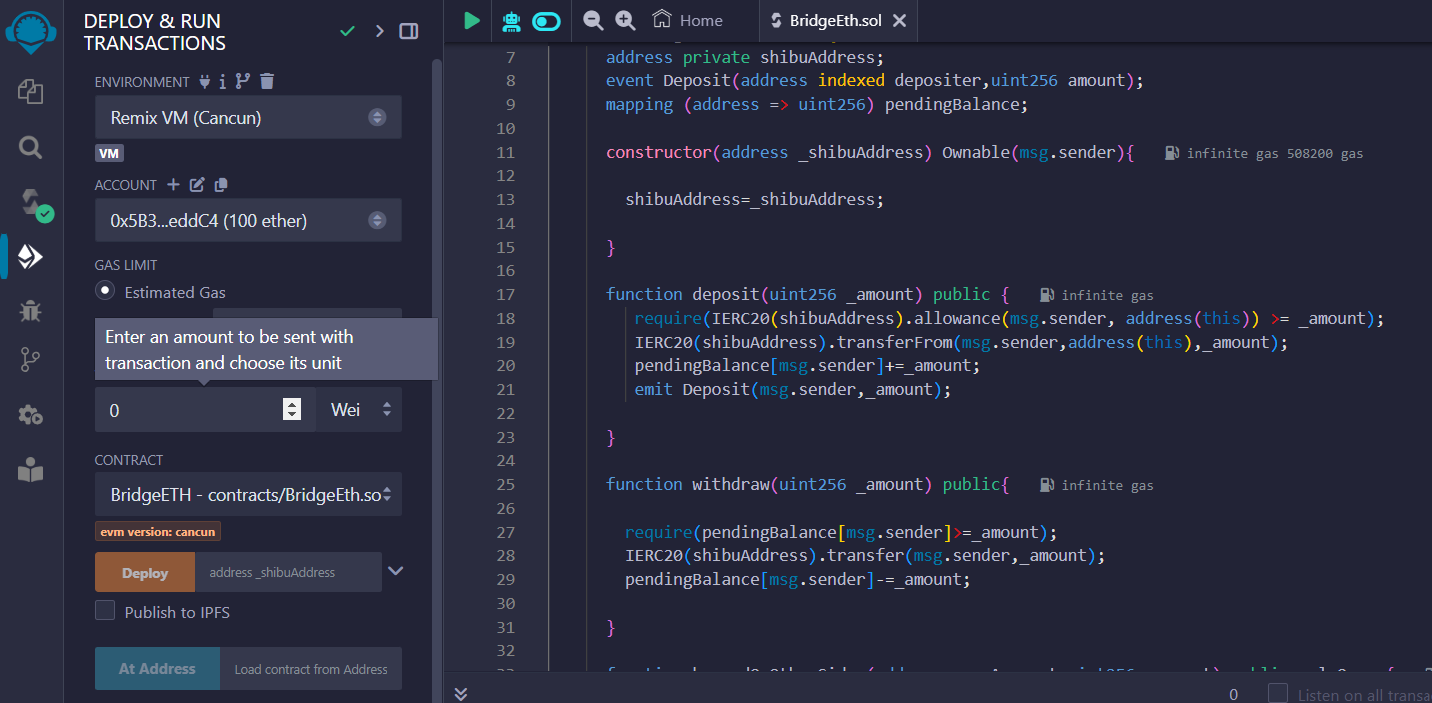 DEPLOY & RUN
TRANSACTIONS
ENVIRONMENT
Remix VM (Cancun)
VM
ACCOUNT
0x5B3...eddC4 (100 ether)
GAS LIMIT
Estimated Gas
Enter an amount to be sent with
transaction and choose its unit
0 Wei
CONTRACT
BridgeETH - contracts/BridgeEth.so
evm version: cancun
Deploy address _shibuAddress
Publish to IPFS
At Address Load contract from Address
Home BridgeEth.sol
7 address private shibuAddress;
8 event Deposit(address indexed depositer,uint256 amount);
9 mapping (address => uint256) pendingBalance;
10
11 constructor(address _shibuAddress) Ownable(msg.sender){ infinite gas 508200 gas
12
13 shibuAddress=_shibuAddress;
14
15 }
16
17 function deposit(uint256 _amount) public { infinite gas
18 require(IERC20(shibuAddress).allowance(msg.sender, address(this)) >= _amount);
19 IERC20(shibuAddress).transferFrom(msg.sender,address(this),_amount);
20 pendingBalance[msg.sender]+=_amount;
21 emit Deposit(msg.sender,_amount);
22
23 }
24
25 function withdraw(uint256 _amount) public{ infinite gas
26
27 require(pendingBalance[msg.sender]>=_amount);
28 IERC20(shibuAddress).transfer(msg.sender,_amount);
29 pendingBalance[msg.sender]-=_amount;
30
31 }
32
0 Listen on all transa